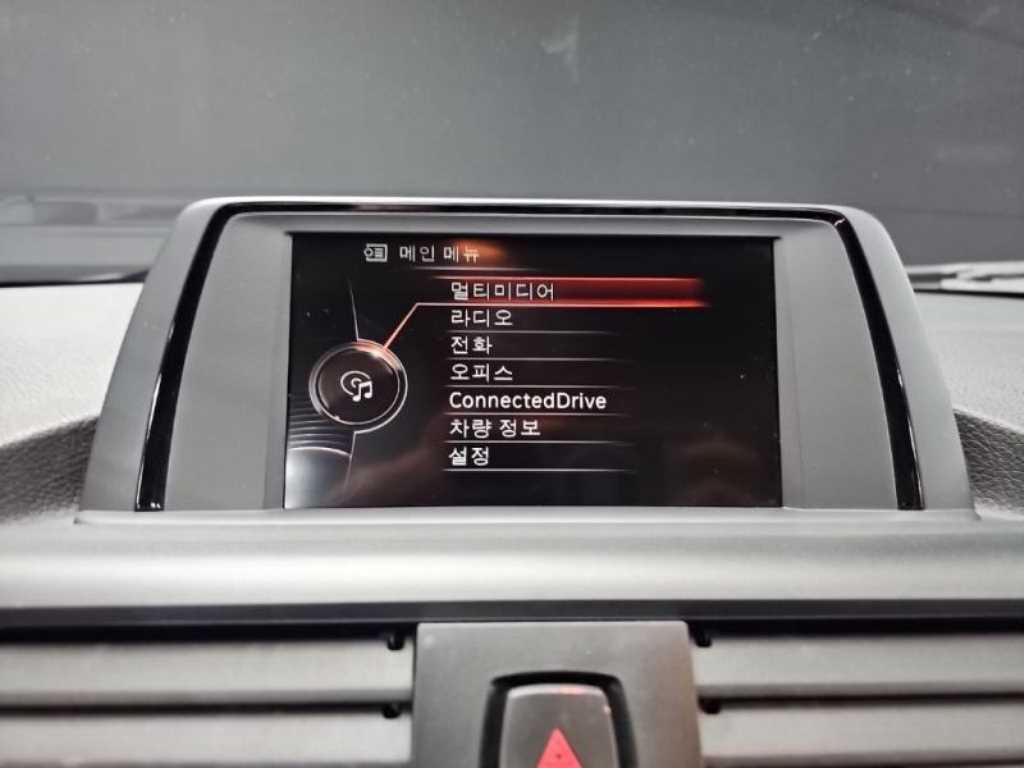 메인 메뉴
멀티미디어
라디오
전화
오피스
ConnectedDrive
차량 정보
설정